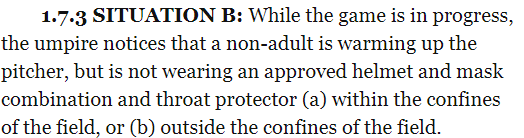 1.7.3 SITUATION B: While the game is in progress,
the umpire notices that a non-adult is warming up the
pitcher, but is not wearing an approved helmet and mask
combination and throat protector (a) within the confines
of the field, or (b) outside the confines of the field.